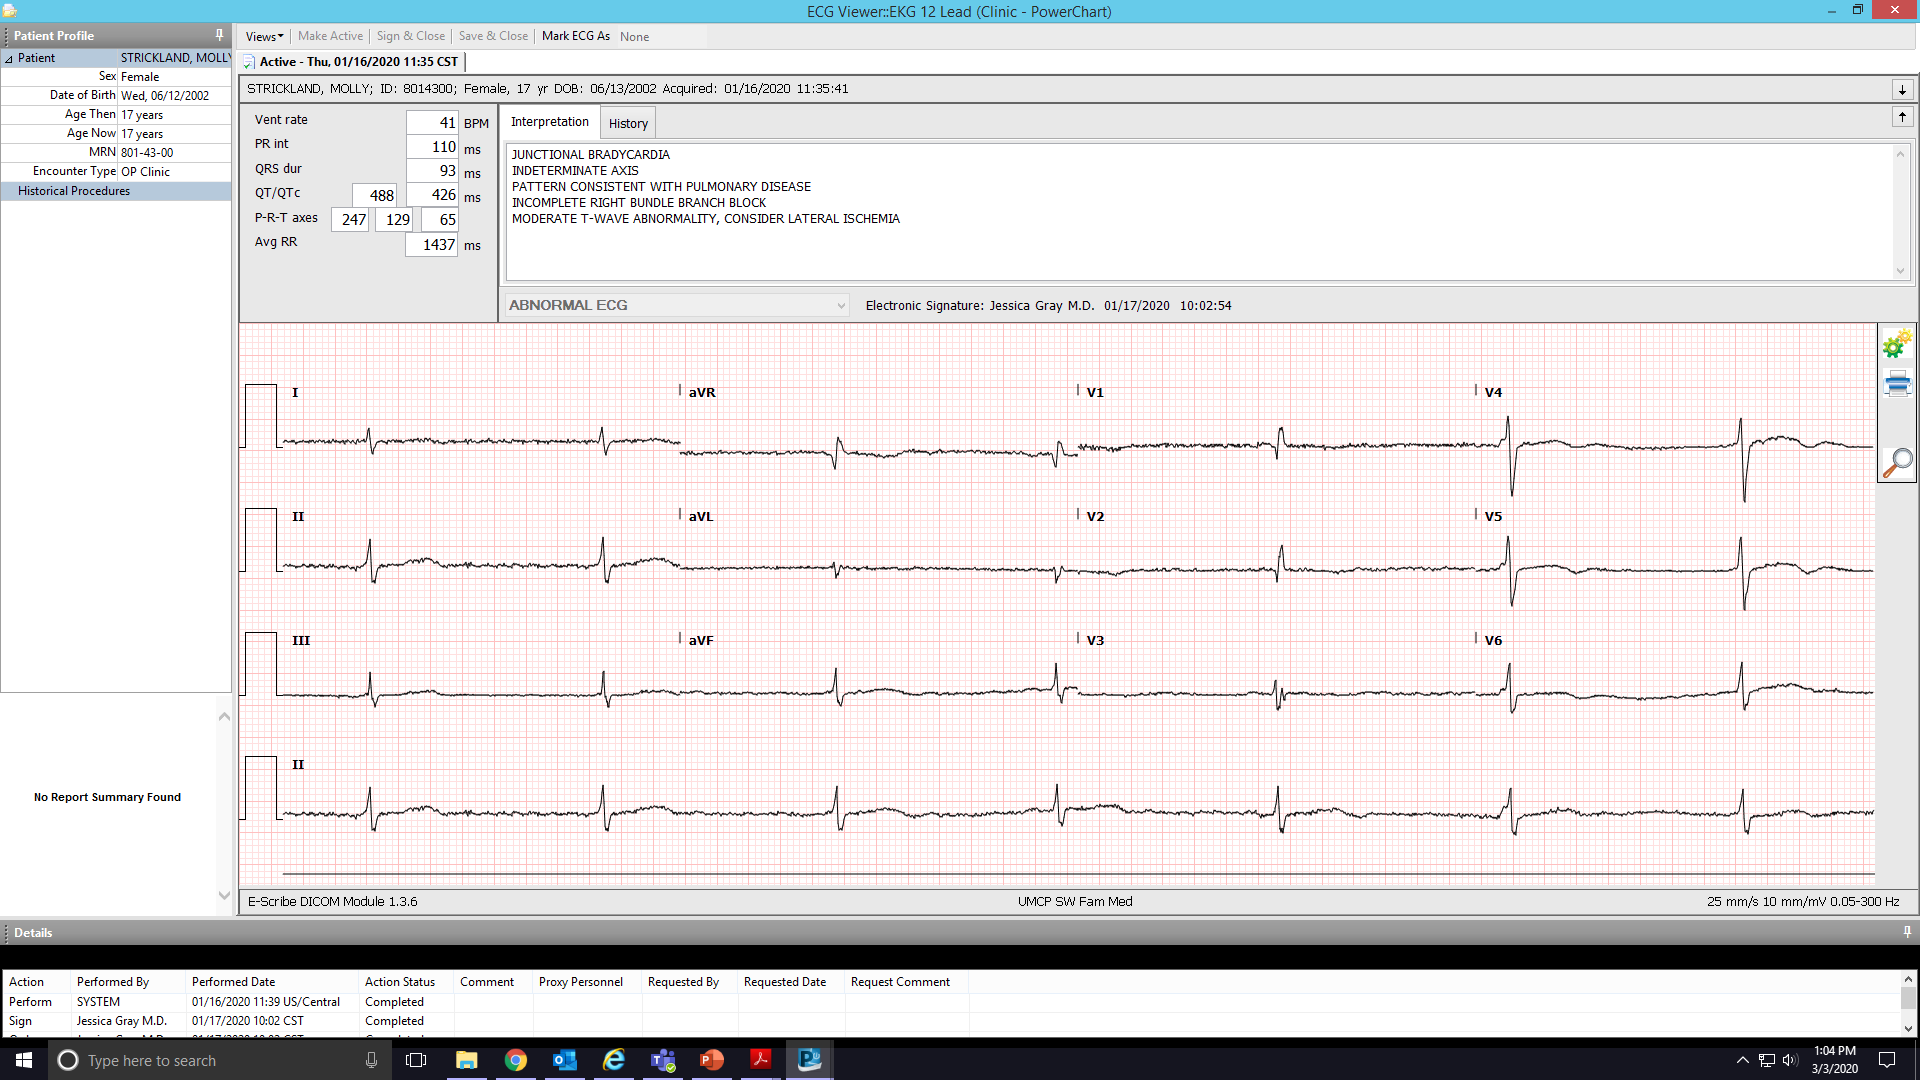 ECG Viewer::EKG 12 Lead (Clinic - PowerChart)
Patient Profile
Patient STRICKLAND, MOLLY
Sex Female
Date of Birth Wed, 06/12/2002
Age Then 17 years
Age Now 17 years
MRN 801-43-00
Encounter Type OP Clinic
Historical Procedures
No Report Summary Found
Views Make Active Sign & Close Save & Close Mark ECG As None
Active - Thu, 01/16/2020 11:35 CST
STRICKLAND, MOLLY; ID: 8014300; Female, 17 yr DOB: 06/13/2002 Acquired: 01/16/2020 11:35:41
Vent rate 41 BPM
PR int 110 ms
QRS dur 93 ms
QT/QTc 488 426 ms
P-R-T axes 247 129 65
Avg RR 1437 ms
Interpretation History
JUNCTIONAL BRADYCARDIA
INDETERMINATE AXIS
PATTERN CONSISTENT WITH PULMONARY DISEASE
INCOMPLETE RIGHT BUNDLE BRANCH BLOCK
MODERATE T-WAVE ABNORMALITY, CONSIDER LATERAL ISCHEMIA
ABNORMAL ECG Electronic Signature: Jessica Gray M.D. 01/17/2020 10:02:54
I aVR V1 V4
II aVL V2 V5
III aVF V3 V6
II
E-Scribe DICOM Module 1.3.6 UMCP SW Fam Med 25 mm/s 10 mm/mV 0.05-300 Hz
Details
Action Performed By Performed Date Action Status Comment Proxy Personnel Requested By Requested Date Request Comment
Perform SYSTEM 01/16/2020 11:39 US/Central Completed
Sign Jessica Gray M.D. 01/17/2020 10:02 CST Completed
Type here to search
1:04 PM
3/3/2020